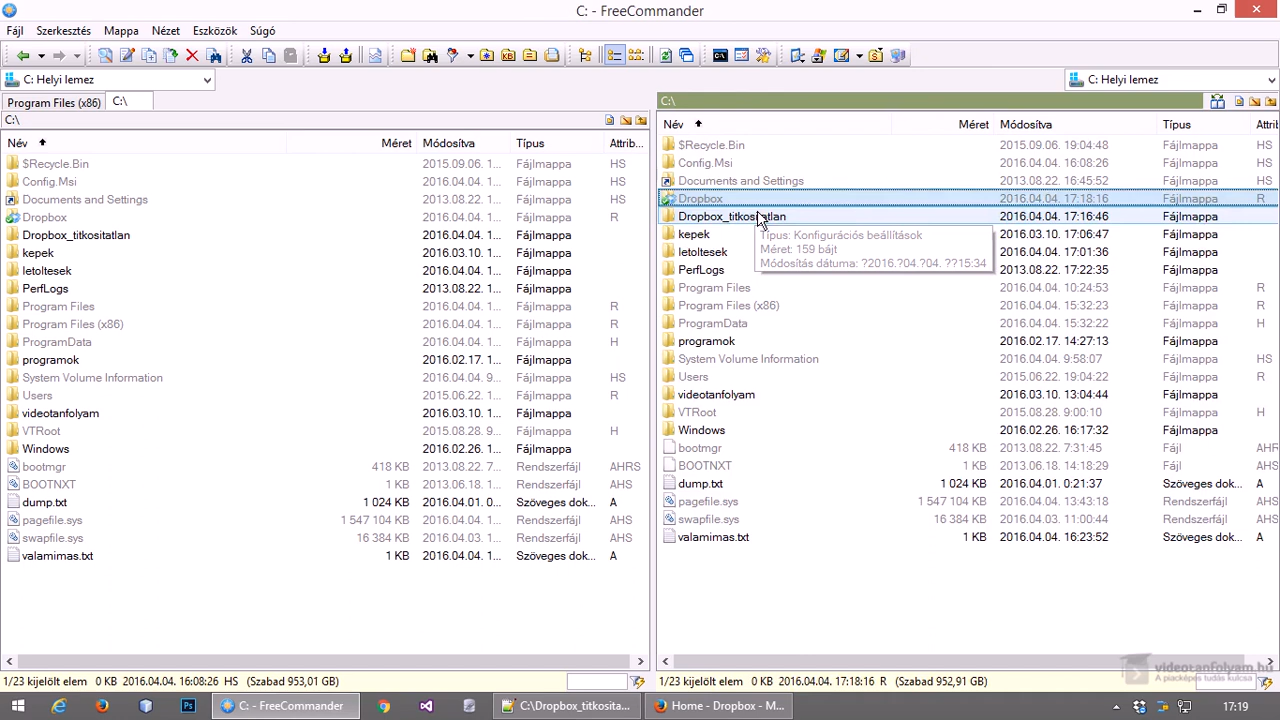 C: - FreeCommander
Fájl Szerkesztés Mappa Nézet Eszközök Súgó
C: Helyi lemez
C: Helyi lemez
Program Files (x86) C:\
C:\
C:\
Név Méret Módosítva Típus Attrib...
$Recycle.Bin 2015.09.06. 1... Fájlmappa HS
Config.Msi 2016.04.04. 1... Fájlmappa HS
Documents and Settings 2013.08.22. 1... Fájlmappa HS
Dropbox 2016.04.04. 1... Fájlmappa R
Dropbox_titkositatlan 2016.04.04. 1... Fájlmappa
kepek 2016.03.10. 1... Fájlmappa
letoltesek 2016.04.04. 1... Fájlmappa
PerfLogs 2013.08.22. 1... Fájlmappa
Program Files 2016.04.04. 1... Fájlmappa R
Program Files (x86) 2016.04.04. 1... Fájlmappa R
ProgramData 2016.04.04. 1... Fájlmappa H
programok 2016.02.17. 1... Fájlmappa
System Volume Information 2016.04.04. 9... Fájlmappa HS
Users 2015.06.22. 1... Fájlmappa R
videotanfolyam 2016.03.10. 1... Fájlmappa
VTRoot 2015.08.28. 9... Fájlmappa H
Windows 2016.02.26. 1... Fájlmappa
bootmgr 418 KB 2013.08.22. 7... Rendszerfájl AHRS
BOOTNXT 1 KB 2013.06.18. 1... Rendszerfájl AHS
dump.txt 1 024 KB 2016.04.01. 0... Szöveges dok... A
pagefile.sys 1 547 104 KB 2016.04.04. 1... Rendszerfájl AHS
swapfile.sys 16 384 KB 2016.04.03. 1... Rendszerfájl AHS
valamimas.txt 1 KB 2016.04.04. 1... Szöveges dok... A
Név Méret Módosítva Típus Attrib
$Recycle.Bin 2015.09.06. 19:04:48 Fájlmappa HS
Config.Msi 2016.04.04. 16:08:26 Fájlmappa HS
Documents and Settings 2013.08.22. 16:45:52 Fájlmappa HS
Dropbox 2016.04.04. 17:18:16 Fájlmappa R
Dropbox_titkositatlan 2016.04.04. 17:16:46 Fájlmappa
kepek 2016.03.10. 17:06:47 Fájlmappa
letoltesek 2016.04.04. 17:01:36 Fájlmappa
PerfLogs 2013.08.22. 17:22:35 Fájlmappa
Program Files 2016.04.04. 10:24:53 Fájlmappa R
Program Files (x86) 2016.04.04. 15:32:23 Fájlmappa R
ProgramData 2016.04.04. 15:32:22 Fájlmappa H
programok 2016.02.17. 14:27:13 Fájlmappa
System Volume Information 2016.04.04. 9:58:07 Fájlmappa HS
Users 2015.06.22. 19:04:22 Fájlmappa R
videotanfolyam 2016.03.10. 13:04:44 Fájlmappa
VTRoot 2015.08.28. 9:00:10 Fájlmappa H
Windows 2016.02.26. 16:17:32 Fájlmappa
bootmgr 418 KB 2013.08.22. 7:31:45 Fájl AHR
BOOTNXT 1 KB 2013.06.18. 14:18:29 Fájl AHS
dump.txt 1 024 KB 2016.04.01. 0:21:37 Szöveges dok... A
pagefile.sys 1 547 104 KB 2016.04.04. 13:43:18 Rendszerfájl AHS
swapfile.sys 16 384 KB 2016.04.03. 11:00:44 Rendszerfájl AHS
valamimas.txt 1 KB 2016.04.04. 16:23:52 Szöveges dok... A
Típus: Konfigurációs beállítások
Méret: 159 bájt
Módosítás dátuma: ?2016.?04.?04. ??15:34
1/23 kijelölt elem 0 KB 2016.04.04. 16:08:26 HS (Szabad 953,01 GB)
1/23 kijelölt elem 0 KB 2016.04.04. 17:18:16 R (Szabad 952,91 GB)
videotanfolyam.hu
A piacképes tudás kulcsa
C: - FreeCommander C:\Dropbox_titkosita... Home - Dropbox - M... 17:19